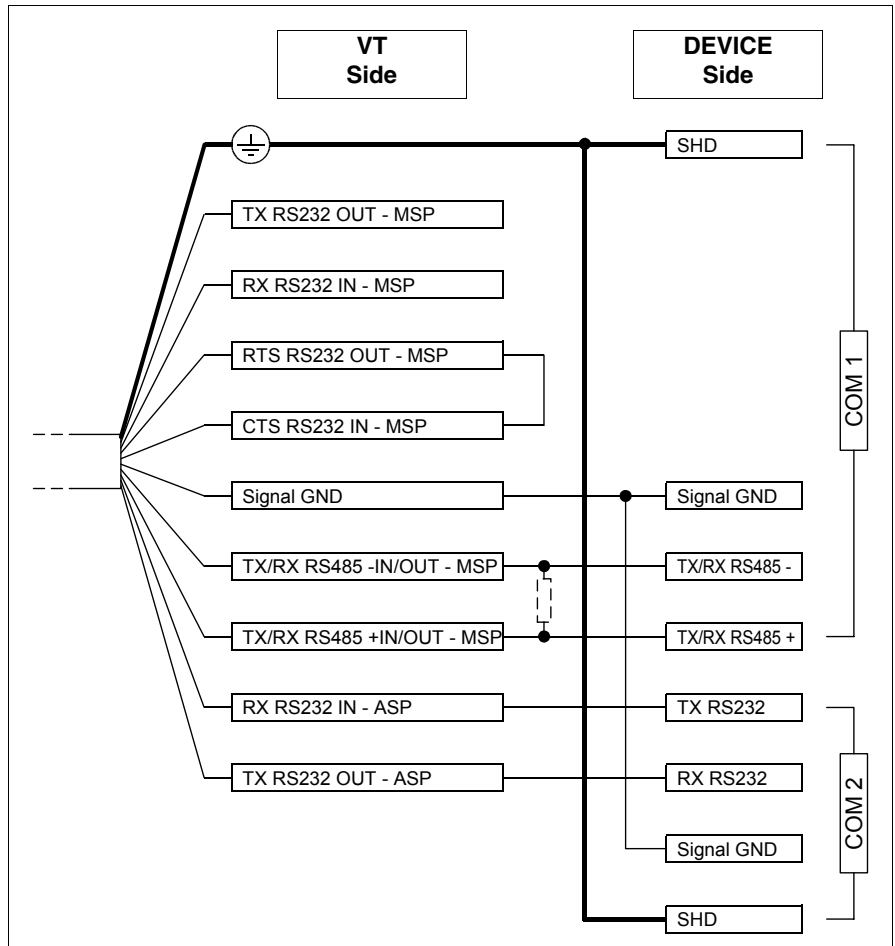 VT
Side
DEVICE
Side
SHD
TX RS232 OUT - MSP
RX RS232 IN - MSP
RTS RS232 OUT - MSP
CTS RS232 IN - MSP
COM 1
Signal GND
Signal GND
TX/RX RS485 -IN/OUT - MSP
TX/RX RS485 -
TX/RX RS485 +IN/OUT - MSP
TX/RX RS485 +
RX RS232 IN - ASP
TX RS232
TX RS232 OUT - ASP
RX RS232
COM 2
Signal GND
SHD